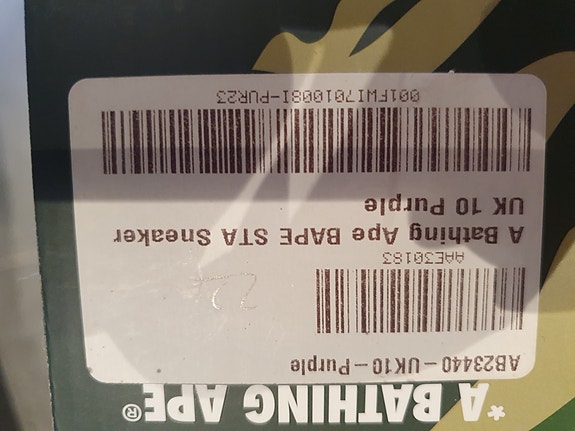 *A BATHING APE®
AB23440-UK10-Purple
AAE30183
A Bathing Ape BAPE STA Sneaker
UK 10 Purple
001FWI701008I-PUR23